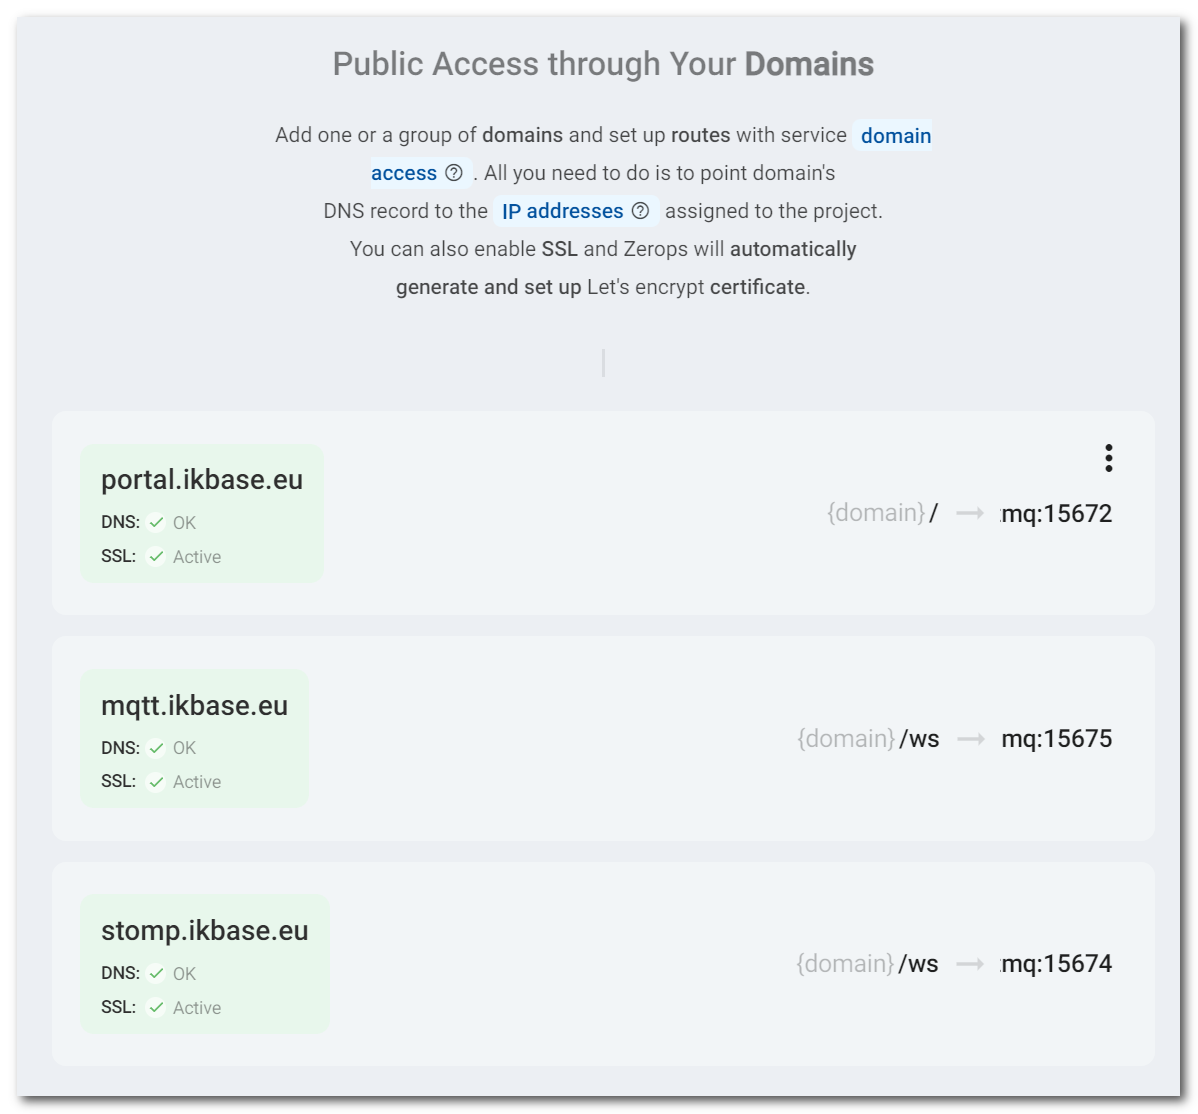 Public Access through Your Domains
Add one or a group of domains and set up routes with service domain
access ? . All you need to do is to point domain's
DNS record to the IP addresses ? assigned to the project.
You can also enable SSL and Zerops will automatically
generate and set up Let's encrypt certificate.
portal.ikbase.eu
DNS: OK
SSL: Active
{domain}/ → :mq:15672
mqtt.ikbase.eu
DNS: OK
SSL: Active
{domain}/ws → mq:15675
stomp.ikbase.eu
DNS: OK
SSL: Active
{domain}/ws → :mq:15674